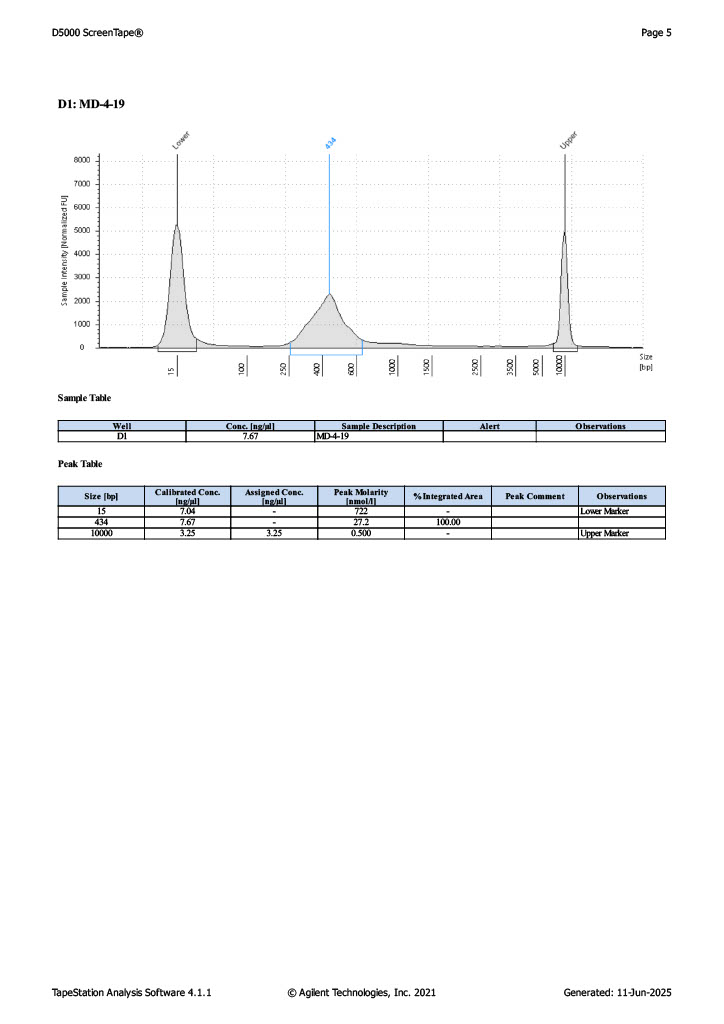 D5000 ScreenTape® Page 5
D1: MD-4-19
Lower 434 Upper
Sample Intensity [Normalized FU]
8000
7000
6000
5000
4000
3000
2000
1000
0
15 100 250 400 600 1000 1500 2500 3500 5000 10000 Size [bp]
Sample Table
Well Conc. [ng/µl] Sample Description Alert Observations
D1 7.67 MD-4-19
Peak Table
Size [bp] Calibrated Conc. [ng/µl] Assigned Conc. [ng/µl] Peak Molarity [nmol/l] % Integrated Area Peak Comment Observations
15 7.04 - 722 - Lower Marker
434 7.67 - 27.2 100.00
10000 3.25 3.25 0.500 - Upper Marker
TapeStation Analysis Software 4.1.1 © Agilent Technologies, Inc. 2021 Generated: 11-Jun-2025